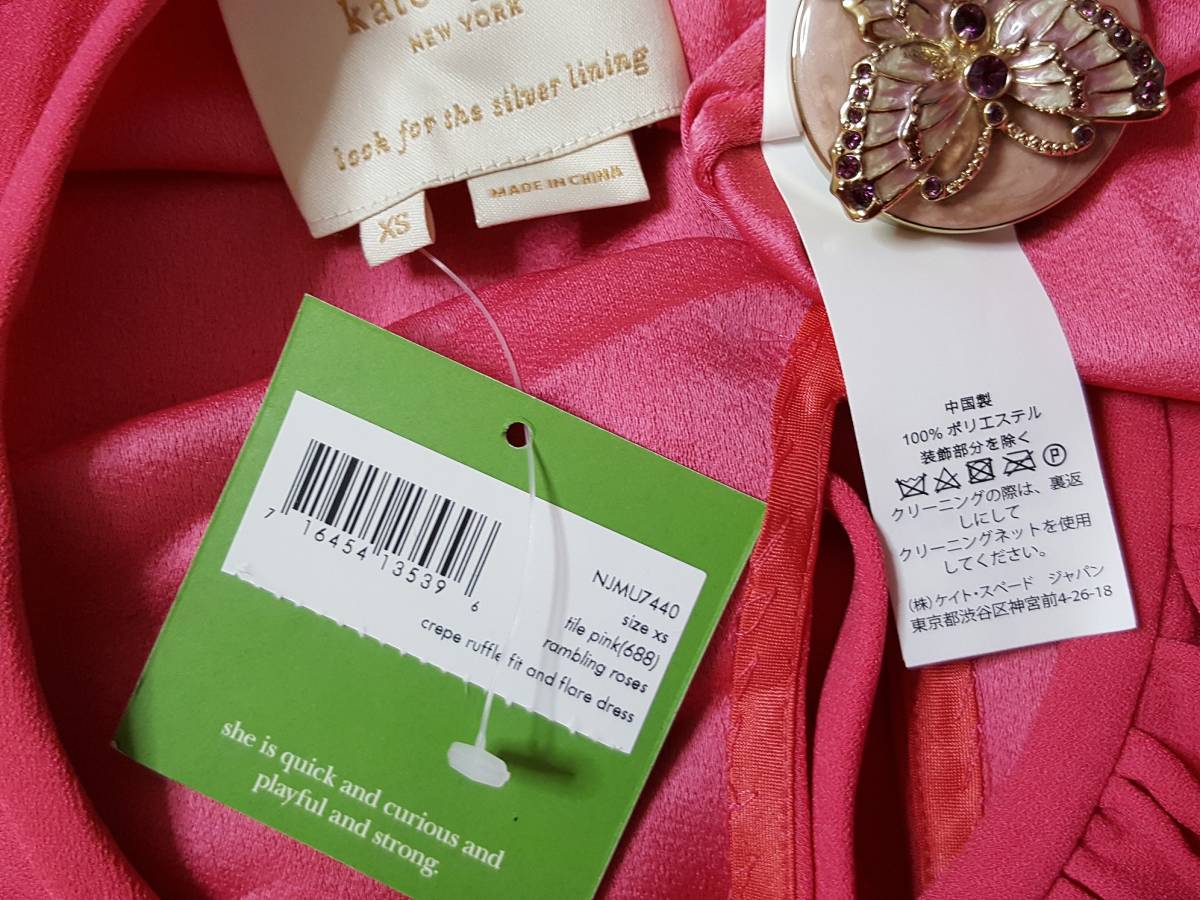 kate
NEW YORK
look for the silver lining
XS
MADE IN CHINA
7 16454 13539 6
NJMU7440
size xs
tile pink(688)
rambling roses
crepe ruffle fit and flare dress
she is quick and curious and
playful and strong.
中国製
100% ポリエステル
装飾部分を除く
P
クリーニングの際は、裏返
しにして
クリーニングネットを使用
してください。
(株)ケイト・スペード ジャパン
東京都渋谷区神宮前4-26-18